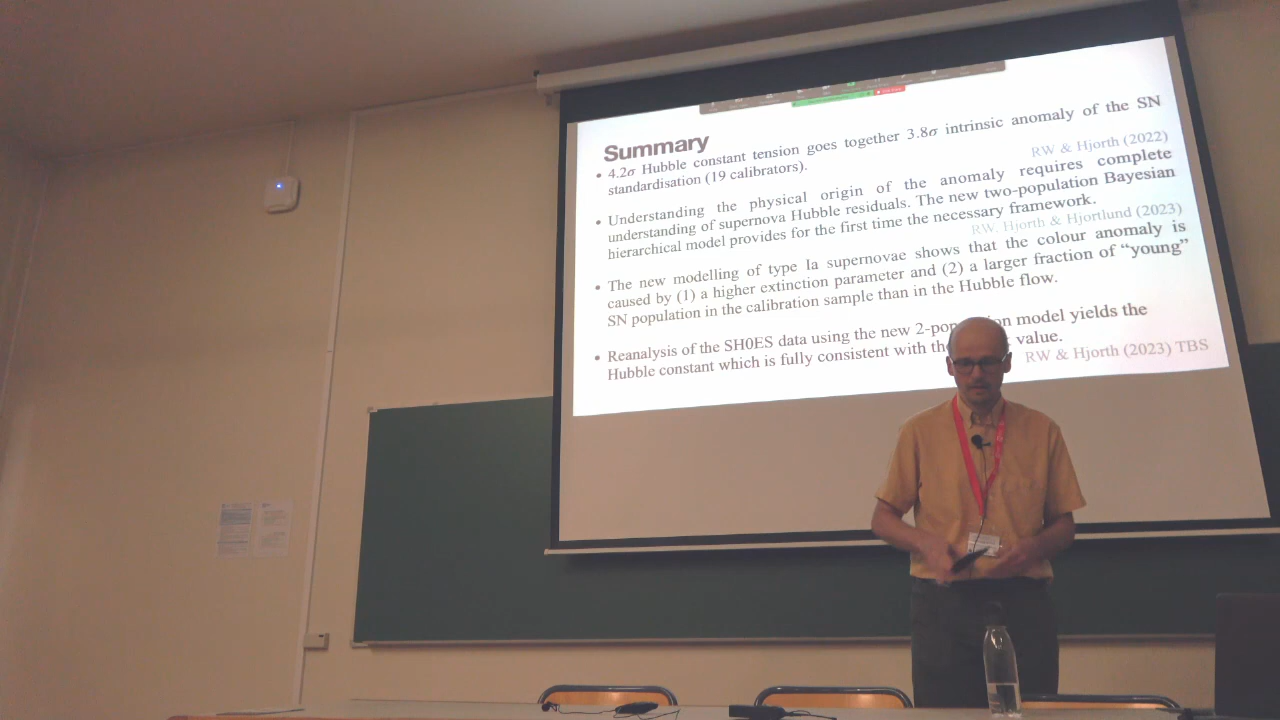 Summary
• 4.2σ Hubble constant tension goes together 3.8σ intrinsic anomaly of the SN
standardisation (19 calibrators).
RW & Hjorth (2022)
• Understanding the physical origin of the anomaly requires complete
understanding of supernova Hubble residuals. The new two-population Bayesian
hierarchical model provides for the first time the necessary framework.
RW, Hjorth & Hjortlund (2023)
• The new modelling of type Ia supernovae shows that the colour anomaly is
caused by (1) a higher extinction parameter and (2) a larger fraction of “young”
SN population in the calibration sample than in the Hubble flow.
• Reanalysis of the SH0ES data using the new 2-pop model yields the
Hubble constant which is fully consistent with the value.
RW & Hjorth (2023) TBS